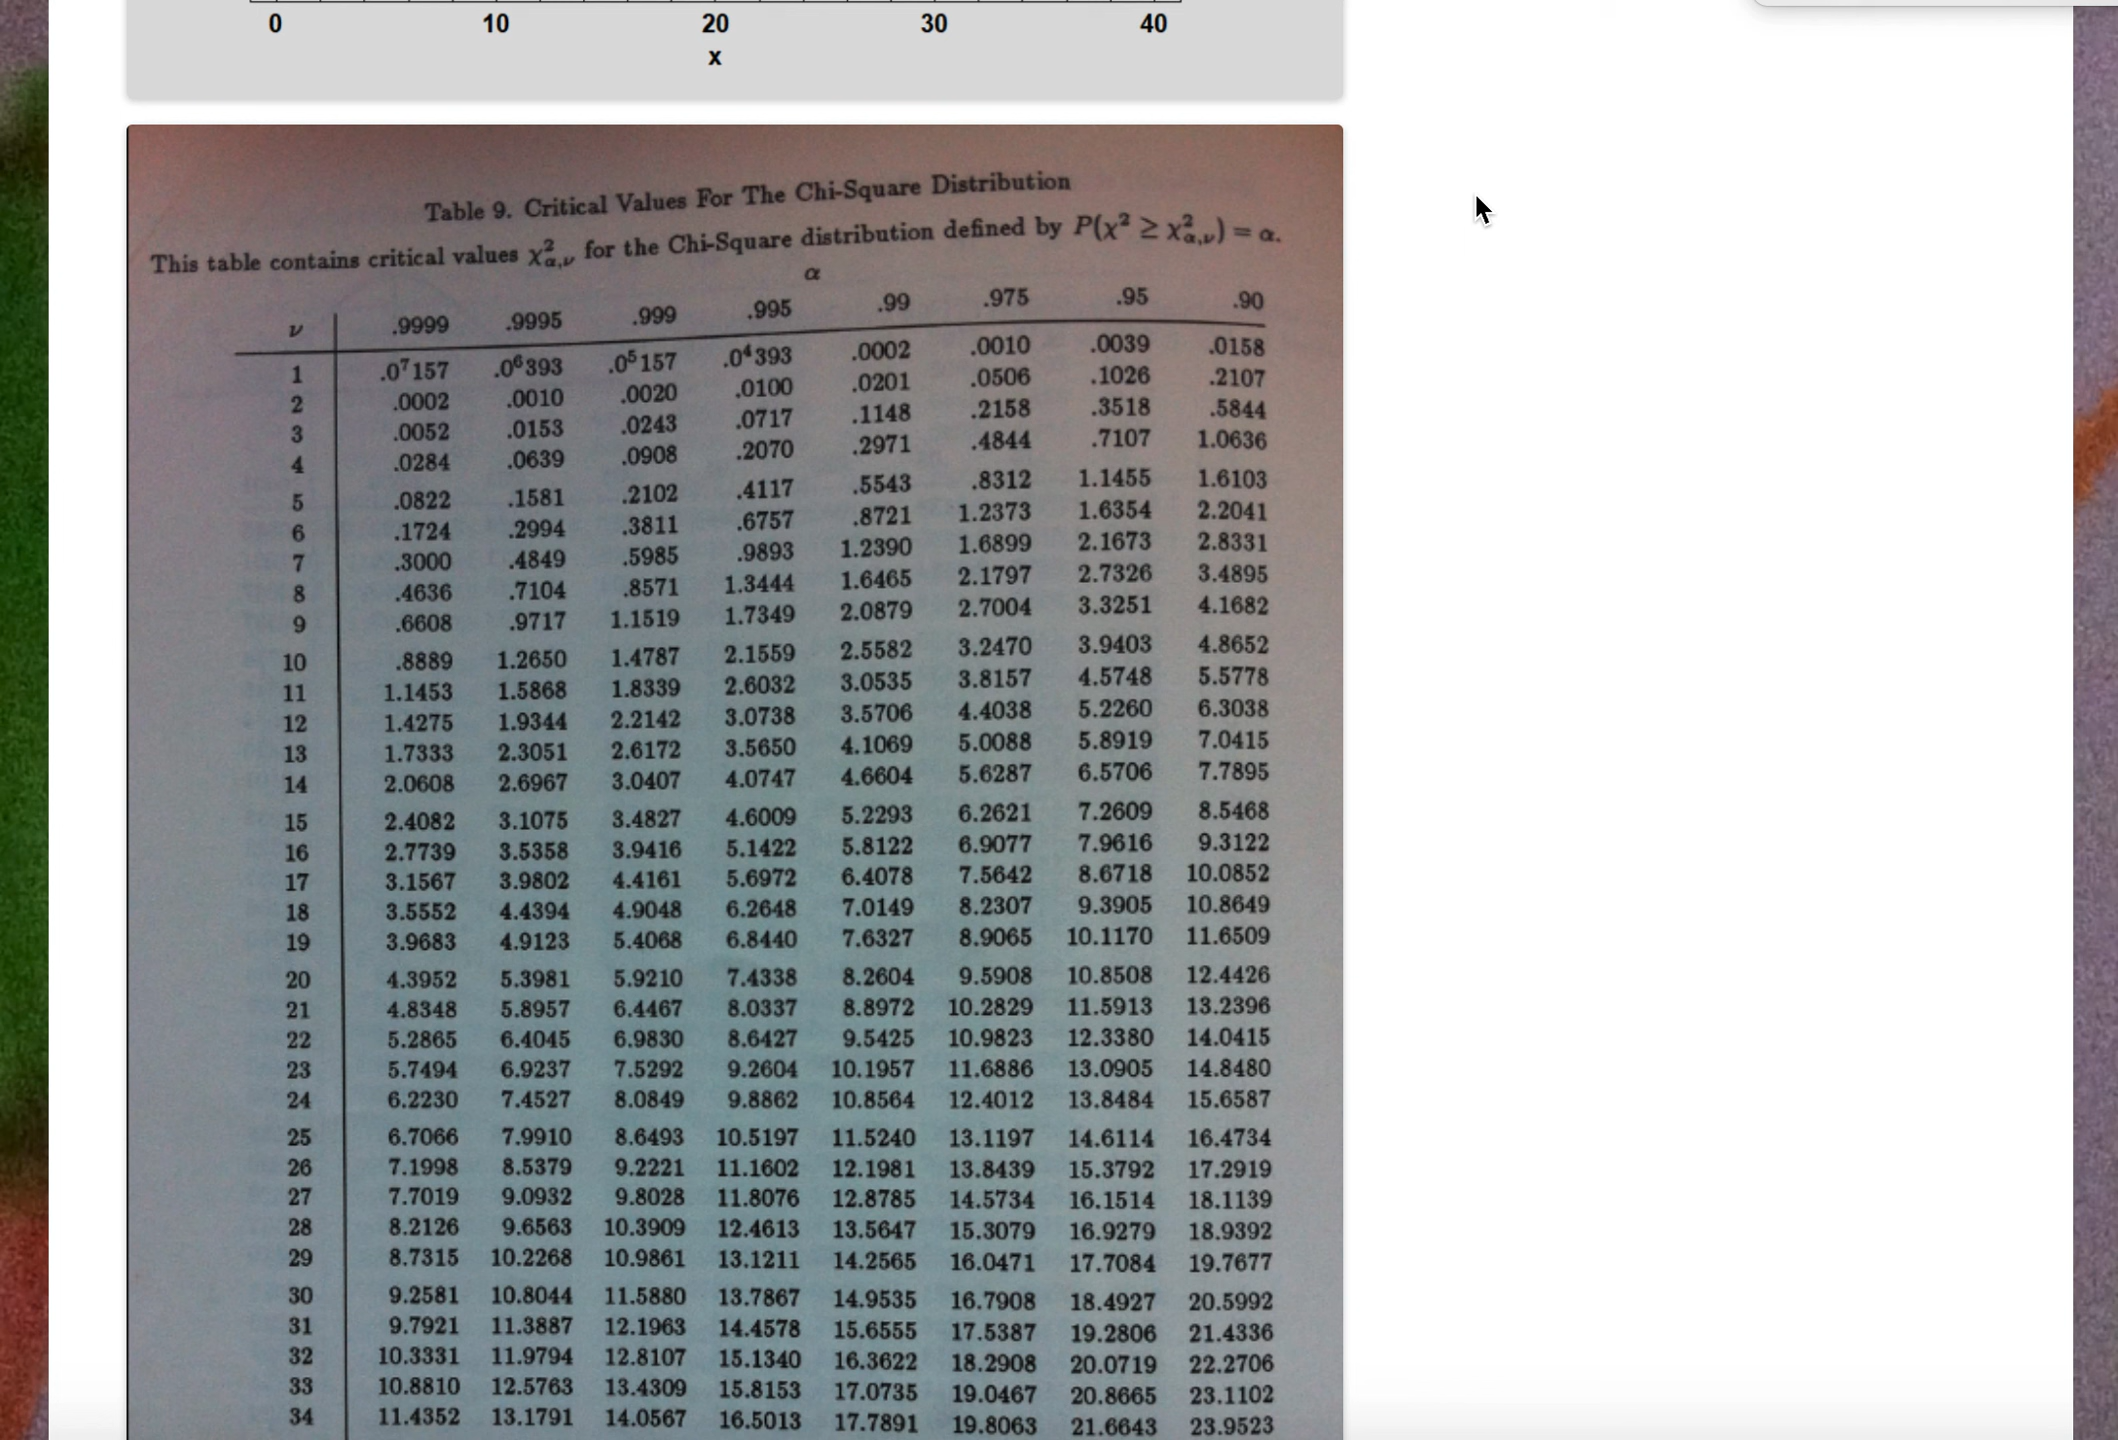 0 10 20 30 40
x
Table 9. Critical Values For The Chi-Square Distribution
This table contains critical values χ²α,ν for the Chi-Square distribution defined by P(χ² ≥ χ²α,ν) = α.
α
ν .9999 .9995 .999 .995 .99 .975 .95 .90
1 .0⁷157 .0⁶393 .0⁵157 .0⁴393 .0002 .0010 .0039 .0158
2 .0002 .0010 .0020 .0100 .0201 .0506 .1026 .2107
3 .0052 .0153 .0243 .0717 .1148 .2158 .3518 .5844
4 .0284 .0639 .0908 .2070 .2971 .4844 .7107 1.0636
5 .0822 .1581 .2102 .4117 .5543 .8312 1.1455 1.6103
6 .1724 .2994 .3811 .6757 .8721 1.2373 1.6354 2.2041
7 .3000 .4849 .5985 .9893 1.2390 1.6899 2.1673 2.8331
8 .4636 .7104 .8571 1.3444 1.6465 2.1797 2.7326 3.4895
9 .6608 .9717 1.1519 1.7349 2.0879 2.7004 3.3251 4.1682
10 .8889 1.2650 1.4787 2.1559 2.5582 3.2470 3.9403 4.8652
11 1.1453 1.5868 1.8339 2.6032 3.0535 3.8157 4.5748 5.5778
12 1.4275 1.9344 2.2142 3.0738 3.5706 4.4038 5.2260 6.3038
13 1.7333 2.3051 2.6172 3.5650 4.1069 5.0088 5.8919 7.0415
14 2.0608 2.6967 3.0407 4.0747 4.6604 5.6287 6.5706 7.7895
15 2.4082 3.1075 3.4827 4.6009 5.2293 6.2621 7.2609 8.5468
16 2.7739 3.5358 3.9416 5.1422 5.8122 6.9077 7.9616 9.3122
17 3.1567 3.9802 4.4161 5.6972 6.4078 7.5642 8.6718 10.0852
18 3.5552 4.4394 4.9048 6.2648 7.0149 8.2307 9.3905 10.8649
19 3.9683 4.9123 5.4068 6.8440 7.6327 8.9065 10.1170 11.6509
20 4.3952 5.3981 5.9210 7.4338 8.2604 9.5908 10.8508 12.4426
21 4.8348 5.8957 6.4467 8.0337 8.8972 10.2829 11.5913 13.2396
22 5.2865 6.4045 6.9830 8.6427 9.5425 10.9823 12.3380 14.0415
23 5.7494 6.9237 7.5292 9.2604 10.1957 11.6886 13.0905 14.8480
24 6.2230 7.4527 8.0849 9.8862 10.8564 12.4012 13.8484 15.6587
25 6.7066 7.9910 8.6493 10.5197 11.5240 13.1197 14.6114 16.4734
26 7.1998 8.5379 9.2221 11.1602 12.1981 13.8439 15.3792 17.2919
27 7.7019 9.0932 9.8028 11.8076 12.8785 14.5734 16.1514 18.1139
28 8.2126 9.6563 10.3909 12.4613 13.5647 15.3079 16.9279 18.9392
29 8.7315 10.2268 10.9861 13.1211 14.2565 16.0471 17.7084 19.7677
30 9.2581 10.8044 11.5880 13.7867 14.9535 16.7908 18.4927 20.5992
31 9.7921 11.3887 12.1963 14.4578 15.6555 17.5387 19.2806 21.4336
32 10.3331 11.9794 12.8107 15.1340 16.3622 18.2908 20.0719 22.2706
33 10.8810 12.5763 13.4309 15.8153 17.0735 19.0467 20.8665 23.1102
34 11.4352 13.1791 14.0567 16.5013 17.7891 19.8063 21.6643 23.9523